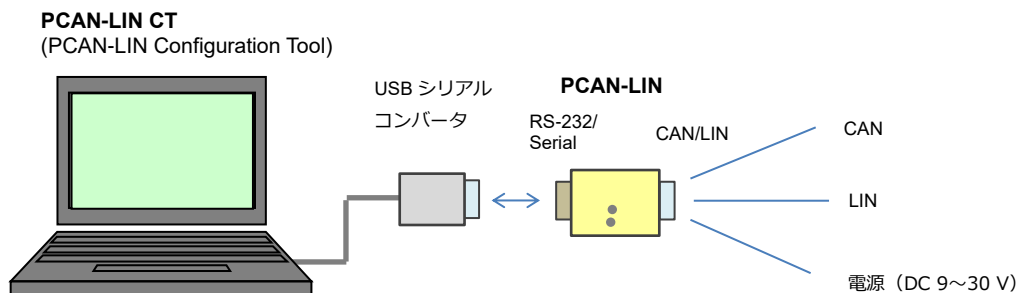 PCAN-LIN CT
(PCAN-LIN Configuration Tool)
USB シリアル
コンバータ
PCAN-LIN
RS-232/
Serial
CAN/LIN
CAN
LIN
電源（DC 9～30 V）